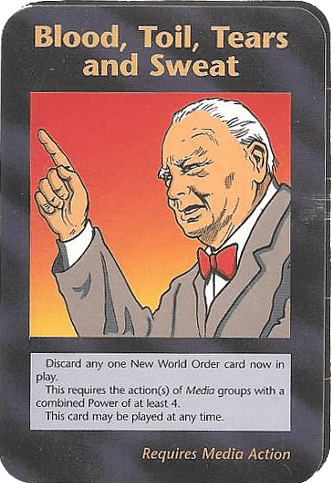 Blood, Toil, Tears
and Sweat
Discard any one New World Order card now in
play.
This requires the action(s) of Media groups with a
combined Power of at least 4.
This card may be played at any time.
Requires Media Action